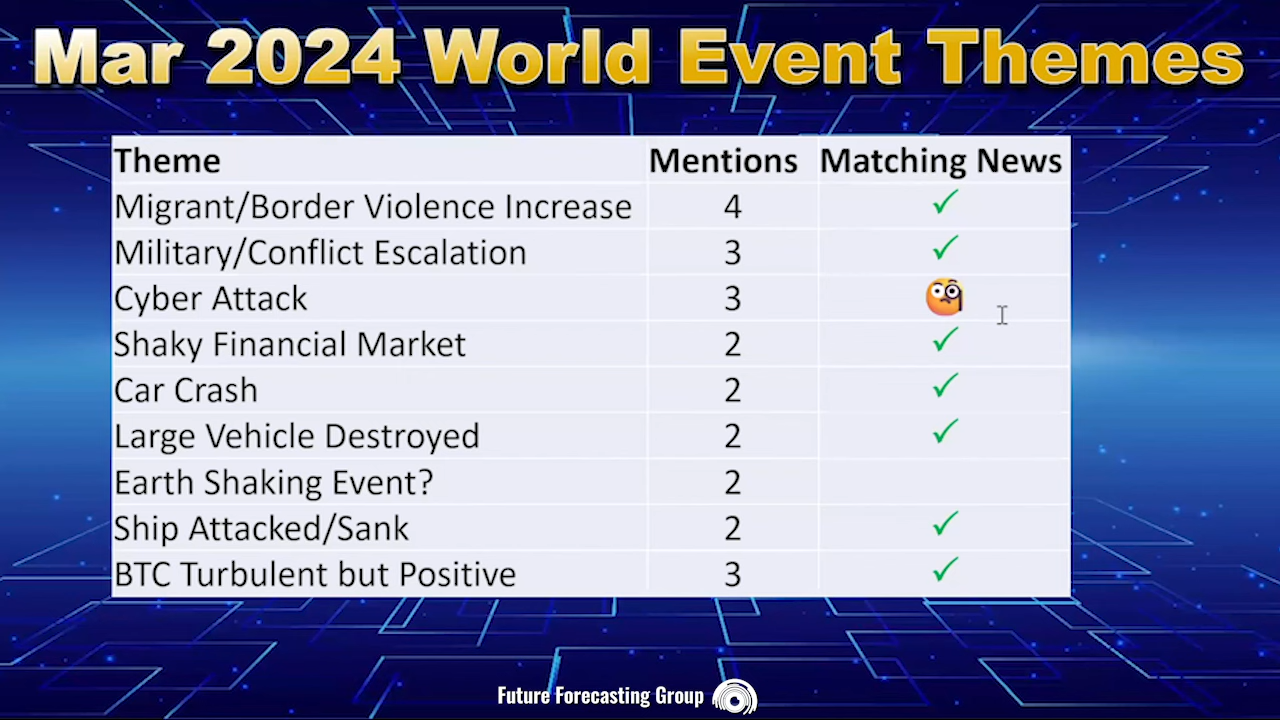 Mar 2024 World Event Themes
Theme Mentions Matching News
Migrant/Border Violence Increase 4 ✓
Military/Conflict Escalation 3 ✓
Cyber Attack 3 🧐
Shaky Financial Market 2 ✓
Car Crash 2 ✓
Large Vehicle Destroyed 2 ✓
Earth Shaking Event? 2
Ship Attacked/Sank 2 ✓
BTC Turbulent but Positive 3 ✓
Future Forecasting Group